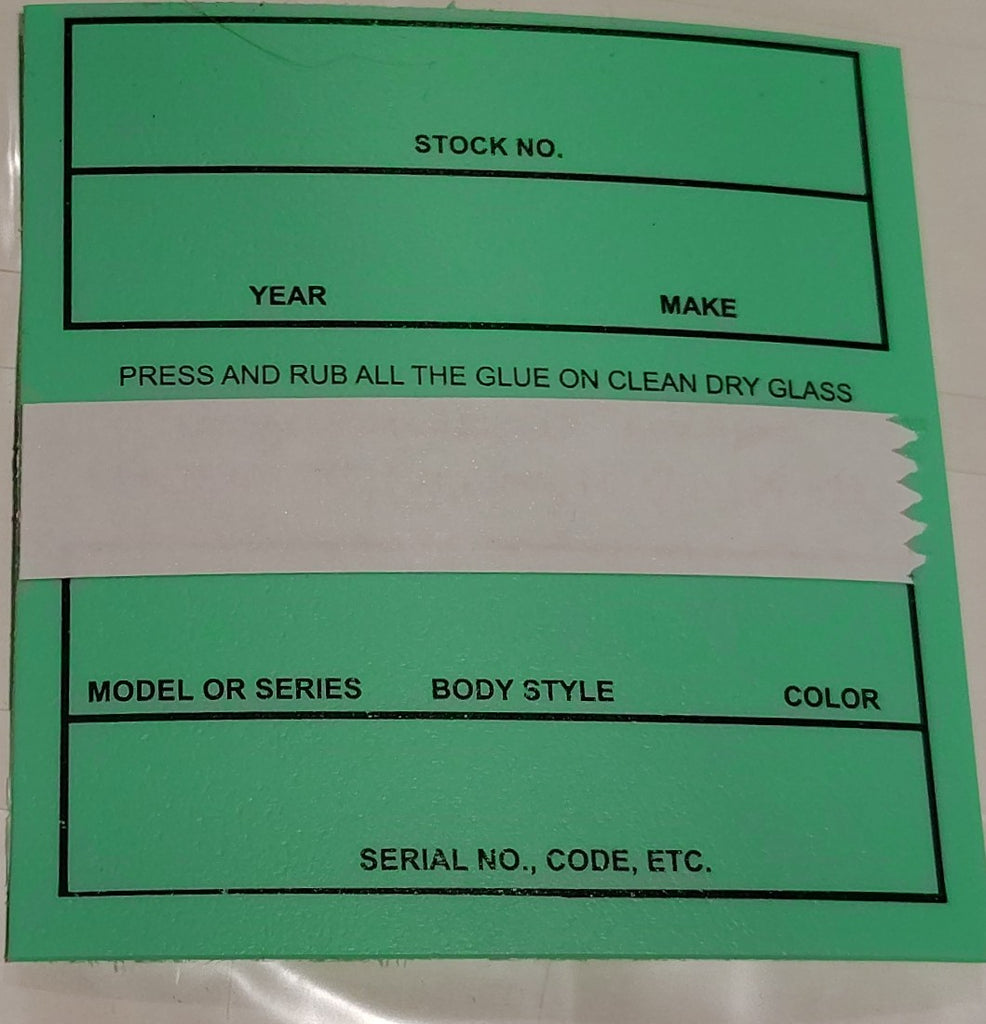 STOCK NO.
YEAR MAKE
PRESS AND RUB ALL THE GLUE ON CLEAN DRY GLASS
MODEL OR SERIES BODY STYLE COLOR
SERIAL NO., CODE, ETC.